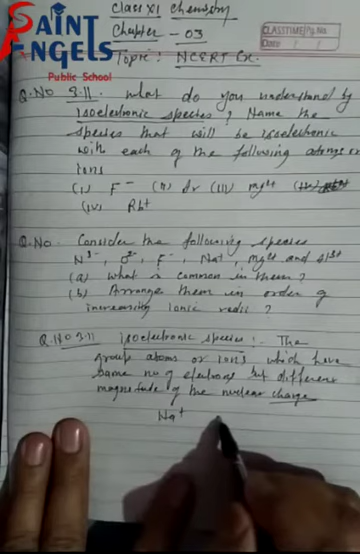 SAINT
ANGELS
Public School
Class XI Chemistry
Chapter - 03
CLASSTIME/Pg.No.
Date
Topic: NCERT Ex.
Q.No 3.11. What do you understand by
isoelectronic species? Name the
species that will be isoelectronic
with each of the following atoms or
ions
(i) F⁻ (ii) Ar (iii) Mg²⁺
(iv) Rb⁺
Q.No. Consider the following species
N³⁻, O²⁻, F⁻, Na⁺, Mg²⁺ and Al³⁺
(a) What is common in them?
(b) Arrange them in order of
increasing ionic radii?
Q.No 3.11 Isoelectronic species:- The
group atoms or ions which have
same no of electrons but different
magnitude of the nuclear charge
Na⁺